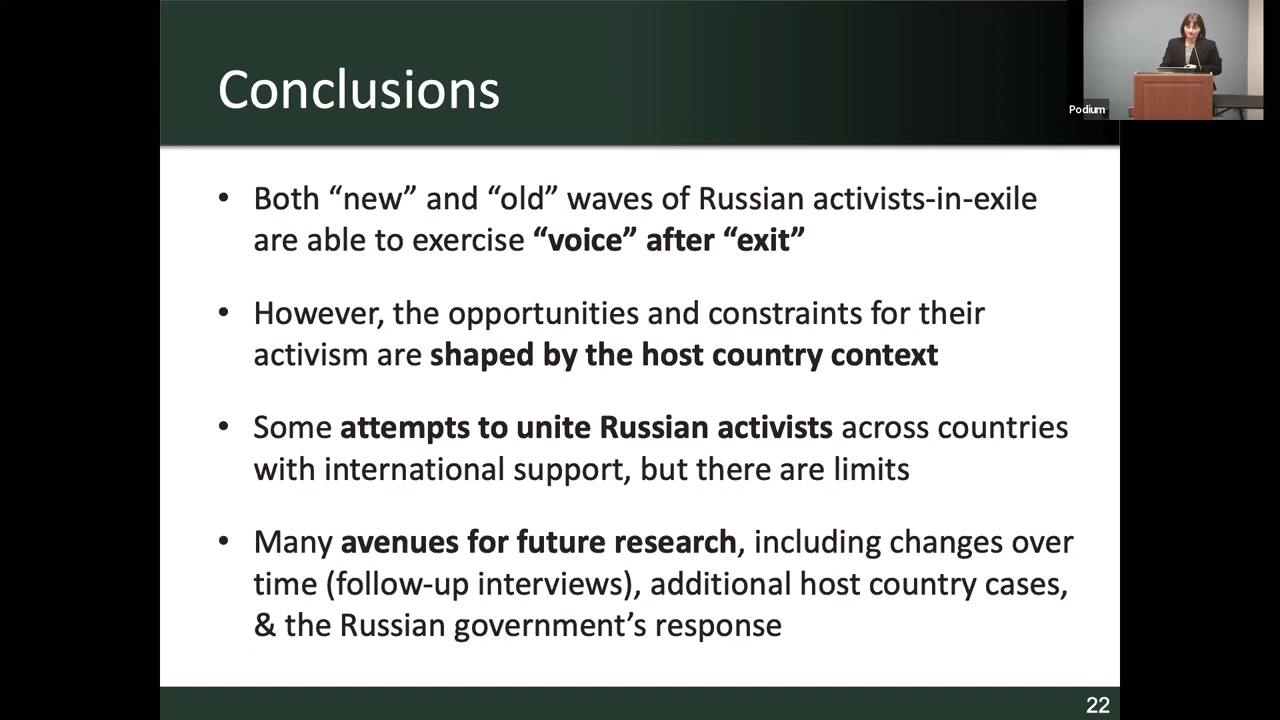 Conclusions
Podium
• Both “new” and “old” waves of Russian activists-in-exile
are able to exercise “voice” after “exit”
• However, the opportunities and constraints for their
activism are shaped by the host country context
• Some attempts to unite Russian activists across countries
with international support, but there are limits
• Many avenues for future research, including changes over
time (follow-up interviews), additional host country cases,
& the Russian government’s response
22